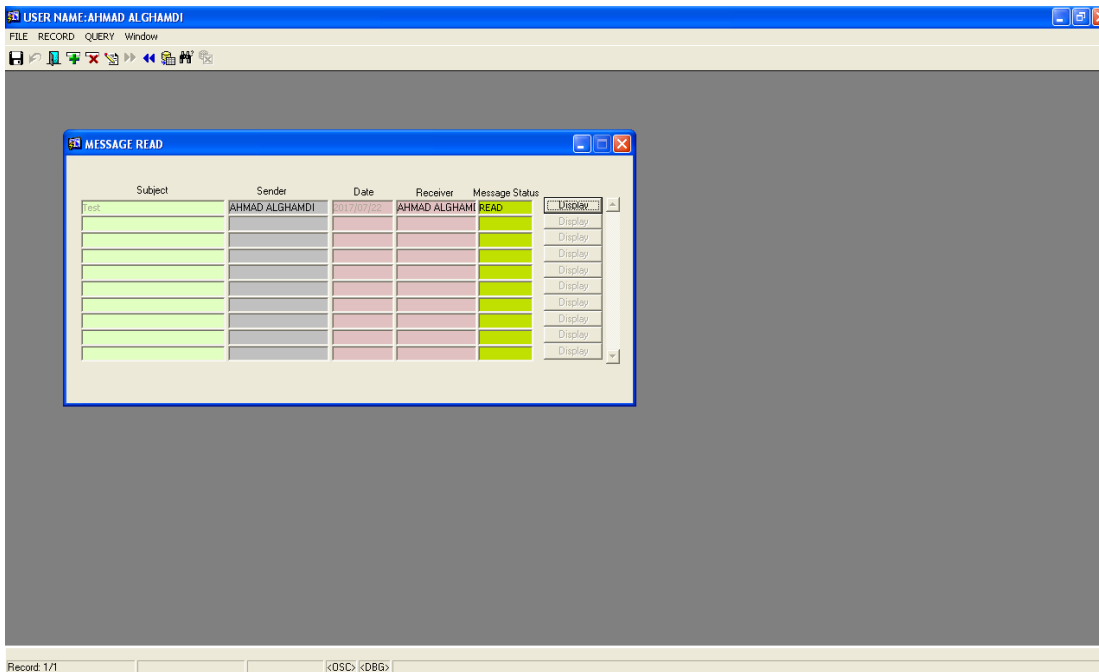 USER NAME:AHMAD ALGHAMDI
FILE RECORD QUERY Window
MESSAGE READ
Subject Sender Date Receiver Message Status
Test AHMAD ALGHAMDI 2017/07/22 AHMAD ALGHAMI READ Display
Display
Display
Display
Display
Display
Display
Display
Display
Display
Record: 1/1 <OSC> <DBG>